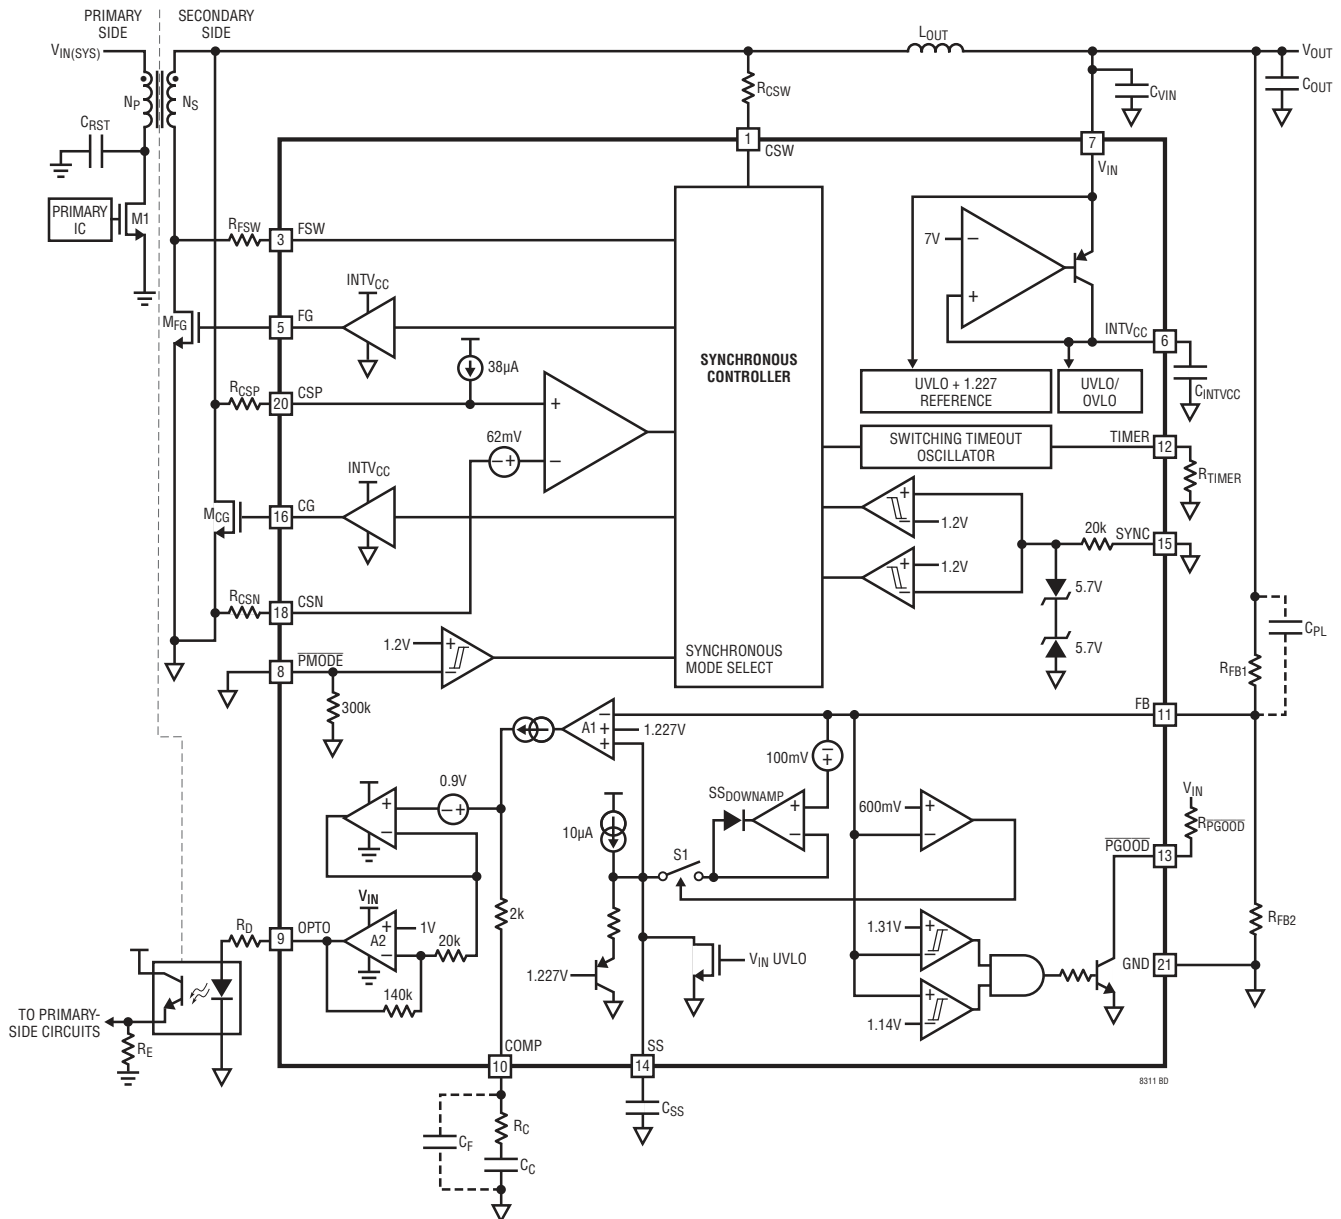 PRIMARY SIDE
SECONDARY SIDE
VIN(SYS)
LOUT
VOUT
NP
NS
RCSW
CVIN
COUT
CRST
1
CSW
7
VIN
PRIMARY IC
M1
RFSW
3
FSW
7V
−
+
MFG
5
FG
INTVCC
38µA
SYNCHRONOUS CONTROLLER
INTVCC
6
UVLO + 1.227 REFERENCE
UVLO/ OVLO
CINTVCC
RCSP
20
CSP
+
−
62mV
− +
SWITCHING TIMEOUT OSCILLATOR
TIMER
12
RTIMER
MCG
16
CG
INTVCC
+
−
1.2V
20k
SYNC
15
+
−
1.2V
5.7V
5.7V
RCSN
18
CSN
8
PMODE
1.2V
+
−
SYNCHRONOUS MODE SELECT
300k
CPL
RFB1
FB
11
A1
−
+
+
1.227V
100mV
−
+
0.9V
− +
+
−
SSDOWNAMP
+
−
600mV
+
−
10µA
S1
VIN
RPGOOD
PGOOD
13
2k
VIN
RD
9
OPTO
A2
+
−
1V
20k
140k
1.227V
VIN UVLO
1.31V
+
−
+
−
1.14V
RFB2
GND
21
TO PRIMARY-SIDE CIRCUITS
RE
COMP
10
SS
14
8311 BD
CF
RC
CC
CSS